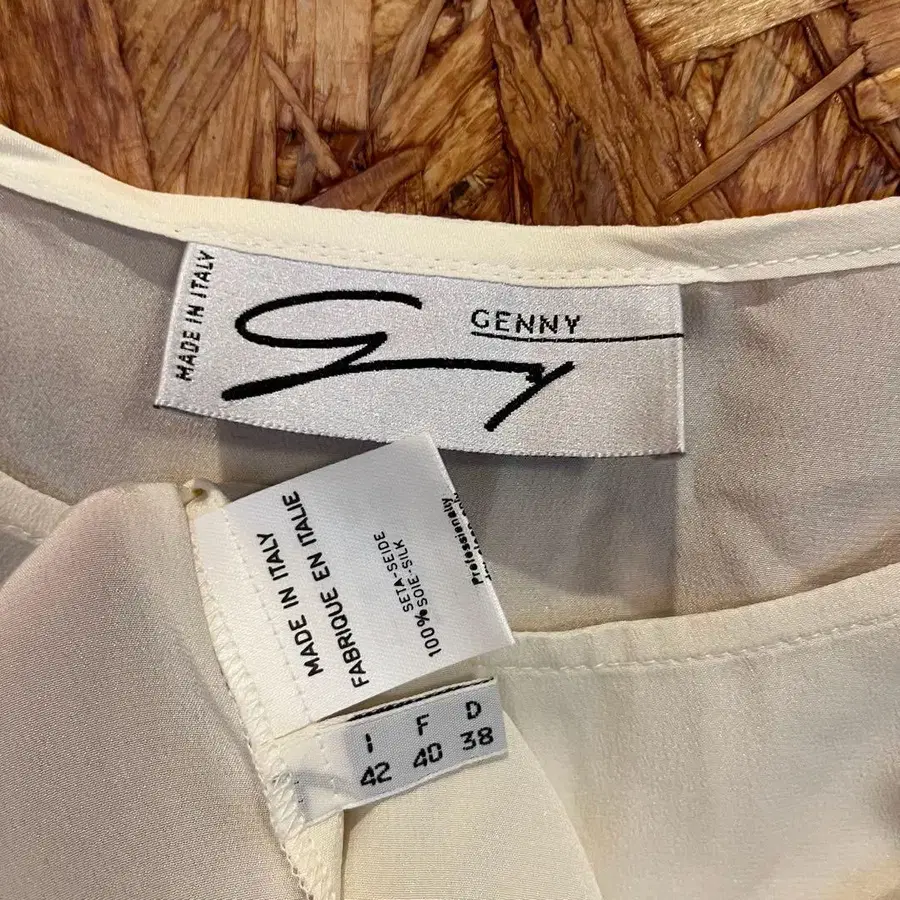 MADE IN ITALY
GENNY
MADE IN ITALY
FABRIQUE EN ITALIE
SETA-SEIDE
100% SOIE-SILK
Professionally
I F D
42 40 38